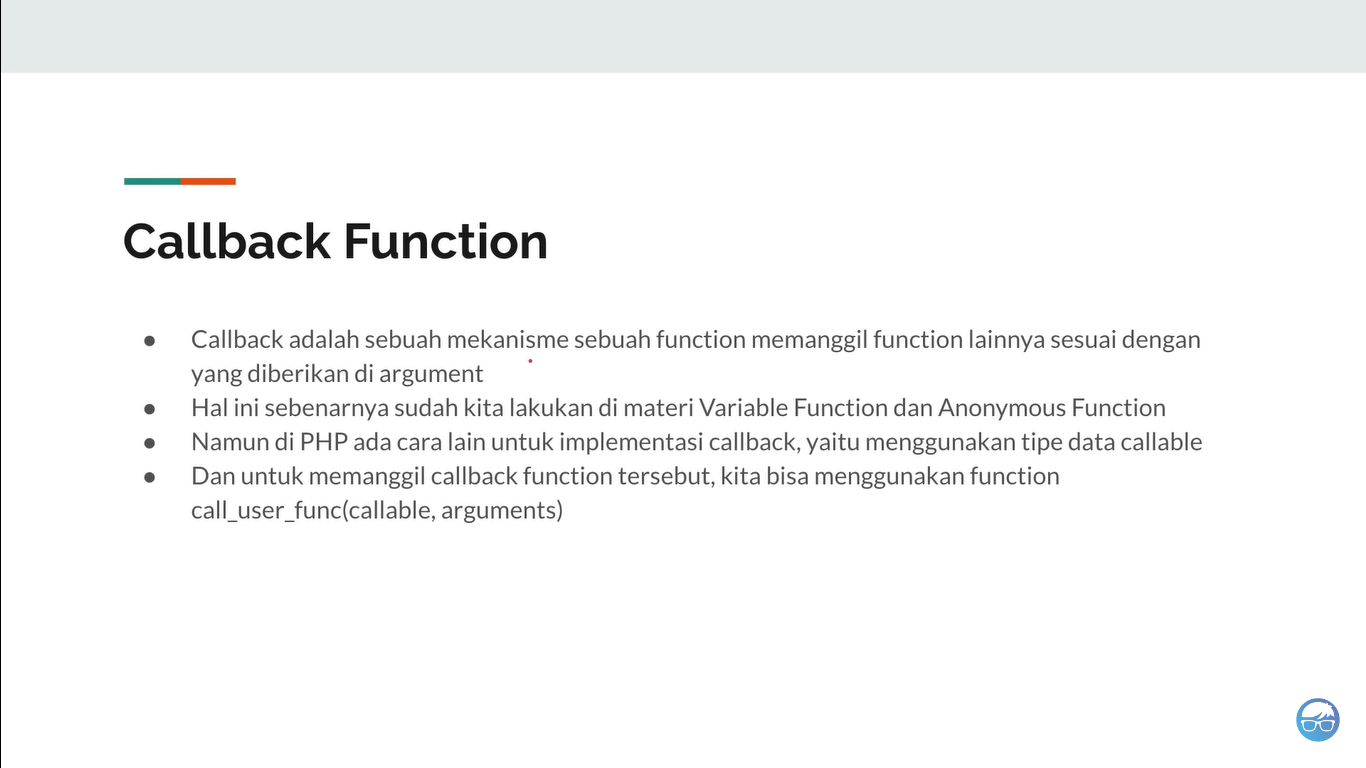 Callback Function
● Callback adalah sebuah mekanisme sebuah function memanggil function lainnya sesuai dengan
yang diberikan di argument
● Hal ini sebenarnya sudah kita lakukan di materi Variable Function dan Anonymous Function
● Namun di PHP ada cara lain untuk implementasi callback, yaitu menggunakan tipe data callable
● Dan untuk memanggil callback function tersebut, kita bisa menggunakan function
call_user_func(callable, arguments)